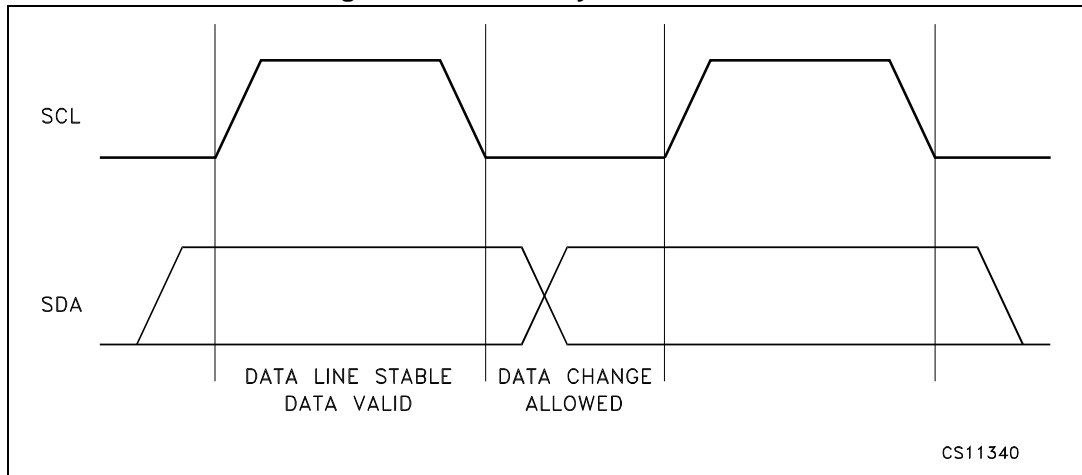 SCL
SDA
DATA LINE STABLE
DATA VALID
DATA CHANGE
ALLOWED
CS11340